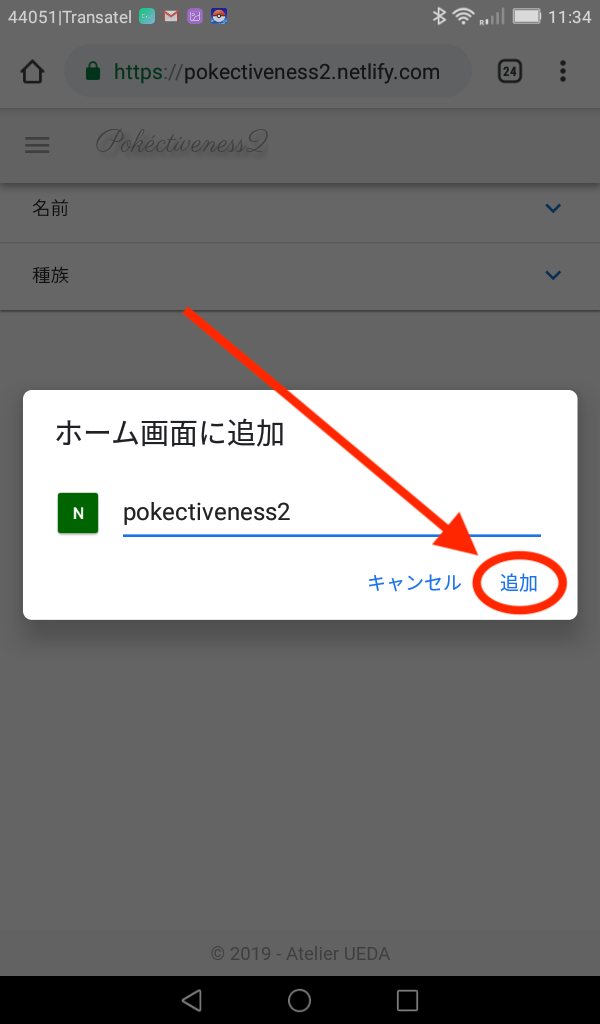 44051|Transatel 11:34
https://pokectiveness2.netlify.com 24
Pokéctiveness2
名前
種族
ホーム画面に追加
N pokectiveness2
キャンセル 追加
© 2019 - Atelier UEDA